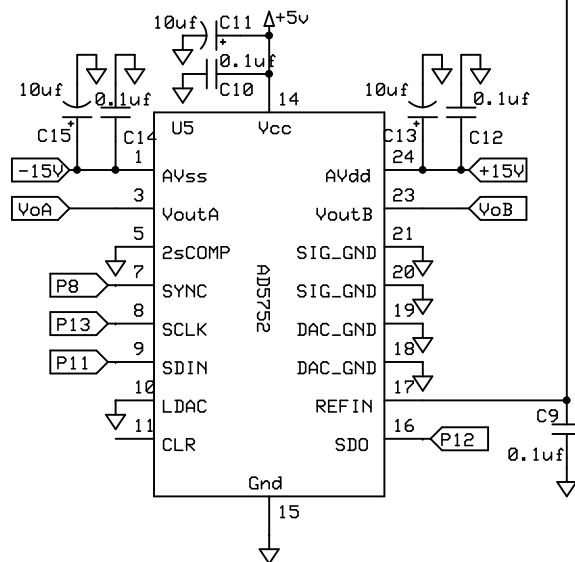 +5v
10uf C11
0.1uf
C10
10uf
0.1uf
C15
C14
10uf
0.1uf
C13
C12
14
U5
Vcc
-15V 1 AVss
AVdd 24 +15V
VoA 3 VoutA
VoutB 23 VoB
5 2sCOMP
SIG_GND 21
P8 7 SYNC
SIG_GND 20
P13 8 SCLK
DAC_GND 19
P11 9 SDIN
DAC_GND 18
10 LDAC
REFIN 17
11 CLR
SDO 16 P12
AD5752
C9
0.1uf
Gnd
15